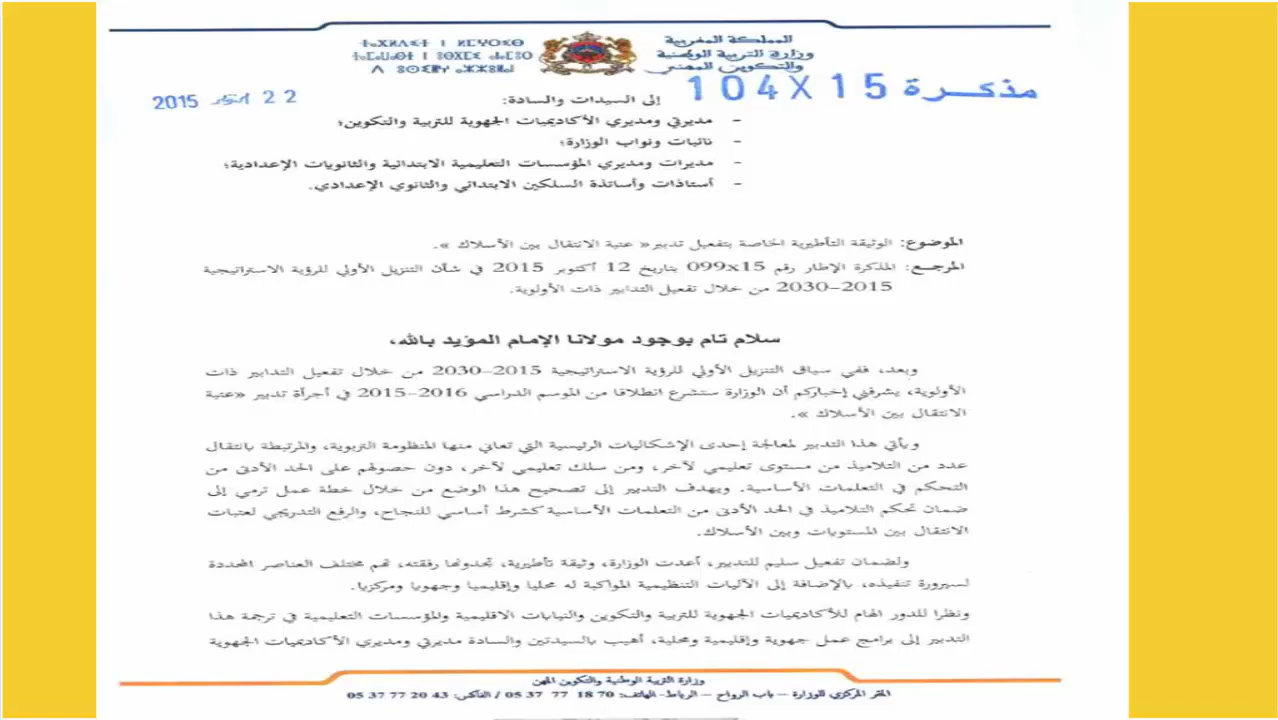 المملكة المغربية
وزارة التربية الوطنية
والتكوين المهني
ⵜⴰⴳⵍⴷⵉⵜ ⵏ ⵍⵎⵖⵔⵉⴱ
مذكرة 104X15
22 أكتوبر 2015
إلى السيدات والسادة:
- مديرتي ومديري الأكاديميات الجهوية للتربية والتكوين؛
- نائبات ونواب الوزارة؛
- مديرات ومديري المؤسسات التعليمية الابتدائية والثانويات الإعدادية؛
- أستاذات وأساتذة السلكين الابتدائي والثانوي الإعدادي.
الموضوع: الوثيقة التأطيرية الخاصة بتفعيل تدبير« عتبة الانتقال بين الأسلاك ».
المرجع: المذكرة الإطار رقم 099x15 بتاريخ 12 أكتوبر 2015 في شأن التنزيل الأولي للرؤية الاستراتيجية
2015-2030 من خلال تفعيل التدابير ذات الأولوية.
سلام تام بوجود مولانا الإمام المؤيد بالله،
وبعد، ففي سياق التنزيل الأولي للرؤية الاستراتيجية 2015-2030 من خلال تفعيل التدابير ذات
الأولوية، يشرفني إخباركم أن الوزارة ستشرع انطلاقا من الموسم الدراسي 2016-2015 في أجرأة تدبير «عتبة
الانتقال بين الأسلاك ».
ويأتي هذا التدبير لمعالجة إحدى الإشكاليات الرئيسية التي تعاني منها المنظومة التربوية، والمرتبطة بانتقال
عدد من التلاميذ من مستوى تعليمي لآخر، ومن سلك تعليمي لآخر، دون حصولهم على الحد الأدنى من
التحكم في التعلمات الأساسية. ويهدف التدبير إلى تصحيح هذا الوضع من خلال خطة عمل ترمي إلى
ضمان تحكم التلاميذ في الحد الأدنى من التعلمات الأساسية كشرط أساسي للنجاح، والرفع التدريجي لعتبات
الانتقال بين المستويات وبين الأسلاك.
ولضمان تفعيل سليم للتدبير، أعدت الوزارة، وثيقة تأطيرية، تجدونها رفقته، تهم مختلف العناصر المحددة
لسيرورة تنفيذه، بالإضافة إلى الآليات التنظيمية المواكبة له محليا وإقليميا وجهويا ومركزيا.
ونظرا للدور الهام للأكاديميات الجهوية للتربية والتكوين والنيابات الاقليمية والمؤسسات التعليمية في ترجمة هذا
التدبير إلى برامج عمل جهوية وإقليمية ومحلية، أهيب بالسيدتين والسادة مديرتي ومديري الأكاديميات الجهوية
وزارة التربية الوطنية والتكوين المهن
المقر المركزي للوزارة – باب الرواح – الرباط- الهاتف: 05 37 77 18 70 / الفاكس: 05 37 77 20 43